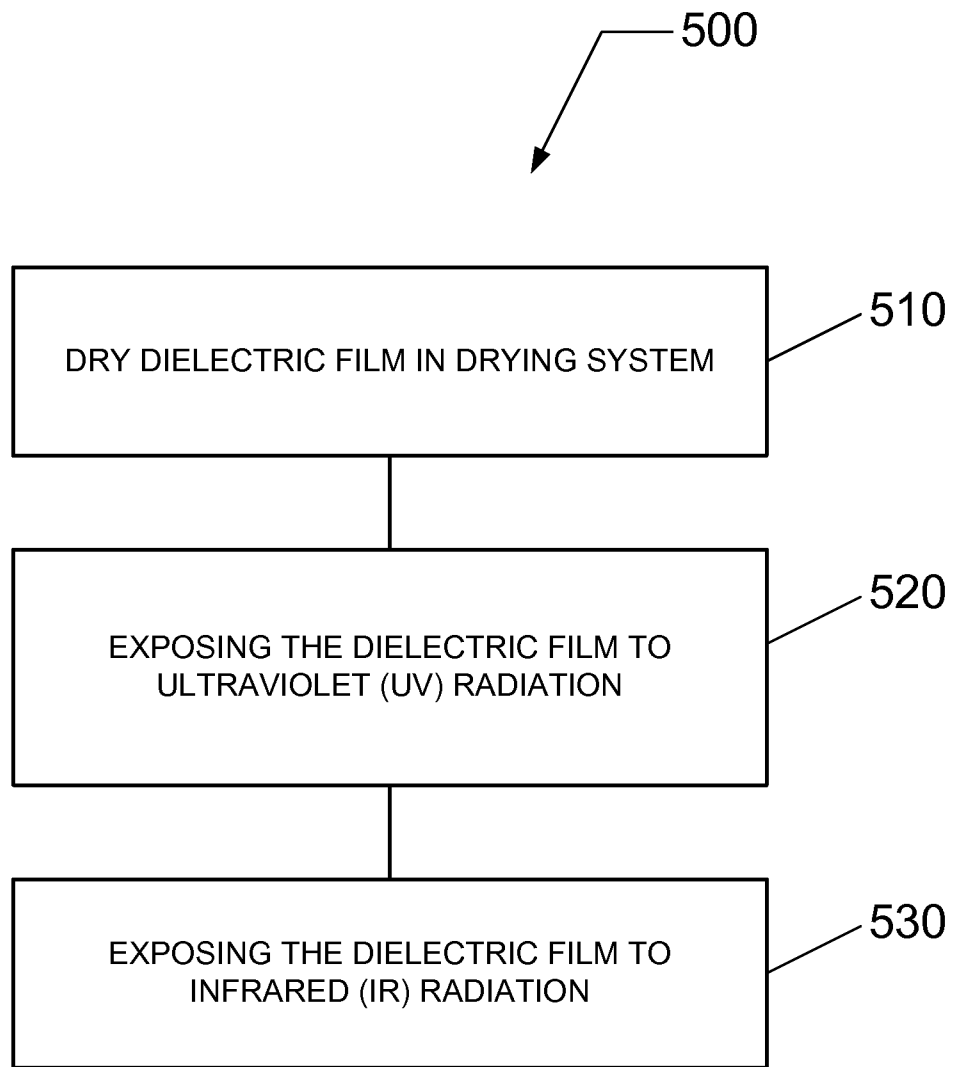 500
510
DRY DIELECTRIC FILM IN DRYING SYSTEM
520
EXPOSING THE DIELECTRIC FILM TO
ULTRAVIOLET (UV) RADIATION
530
EXPOSING THE DIELECTRIC FILM TO
INFRARED (IR) RADIATION